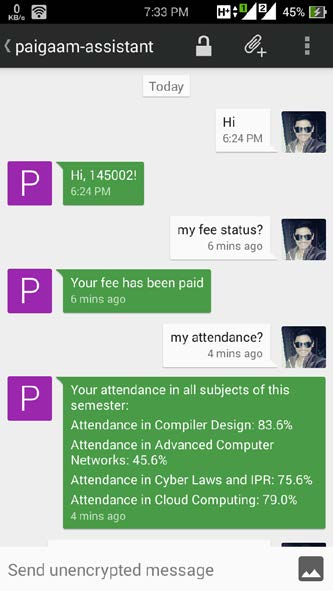 0
KB/s
7:33 PM
H+
1
2
45%
paigaam-assistant
Today
Hi
6:24 PM
P
Hi, 145002!
6:24 PM
my fee status?
6 mins ago
P
Your fee has been paid
6 mins ago
my attendance?
4 mins ago
P
Your attendance in all subjects of this
semester:
Attendance in Compiler Design: 83.6%
Attendance in Advanced Computer
Networks: 45.6%
Attendance in Cyber Laws and IPR: 75.6%
Attendance in Cloud Computing: 79.0%
4 mins ago
Send unencrypted message